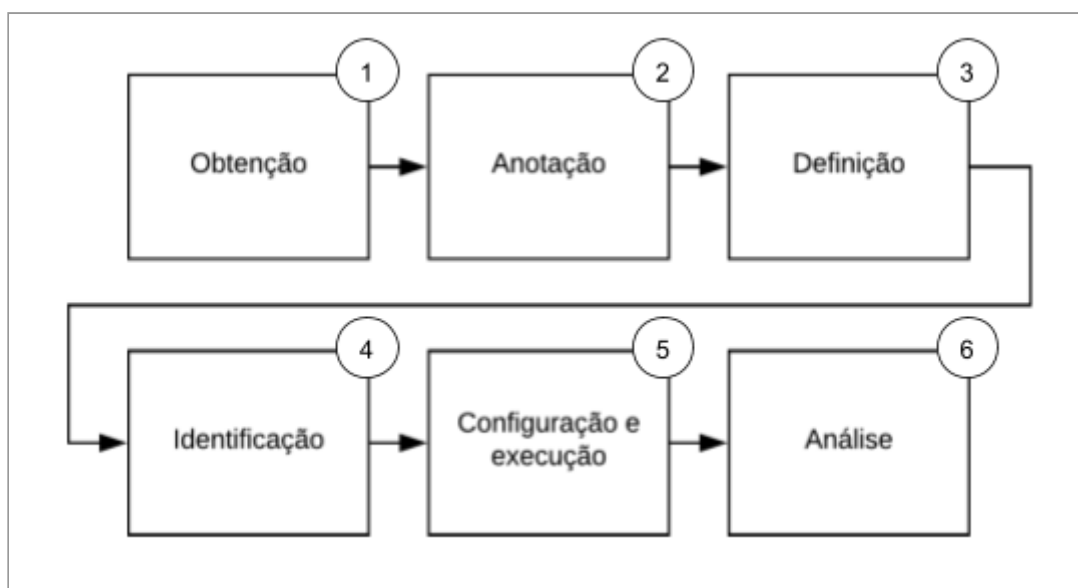 1
Obtenção
2
Anotação
3
Definição
4
Identificação
5
Configuração e
execução
6
Análise